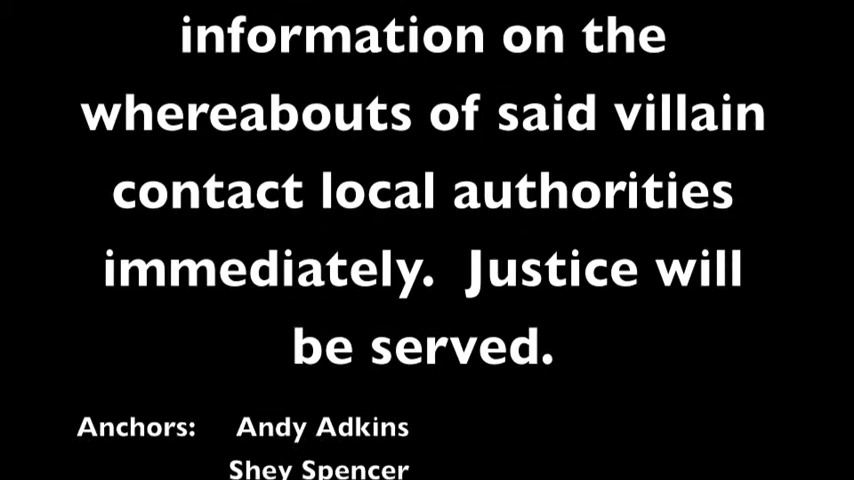 information on the
whereabouts of said villain
contact local authorities
immediately.  Justice will
be served.
Anchors: Andy Adkins
Shey Spencer